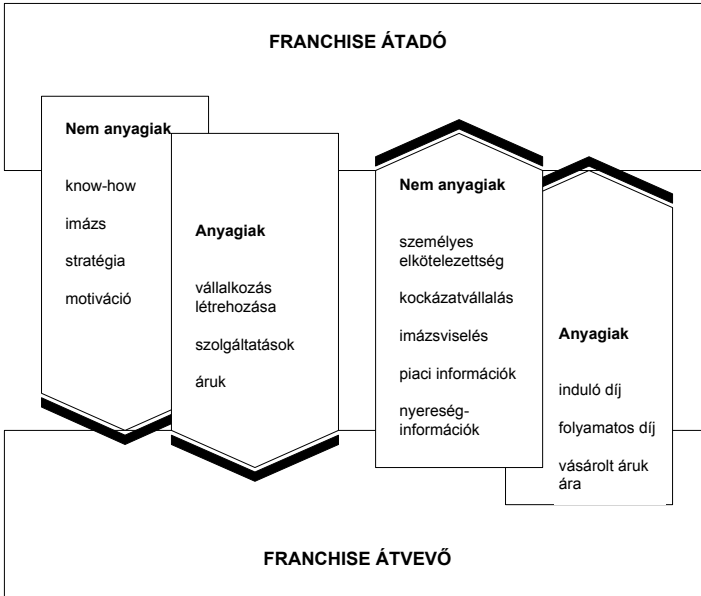 FRANCHISE ÁTADÓ
Nem anyagiak
know-how
imázs
stratégia
motiváció
Anyagiak
vállalkozás
létrehozása
szolgáltatások
áruk
Nem anyagiak
személyes
elkötelezettség
kockázatvállalás
imázsviselés
piaci információk
nyereség-
információk
Anyagiak
induló díj
folyamatos díj
vásárolt áruk
ára
FRANCHISE ÁTVEVŐ